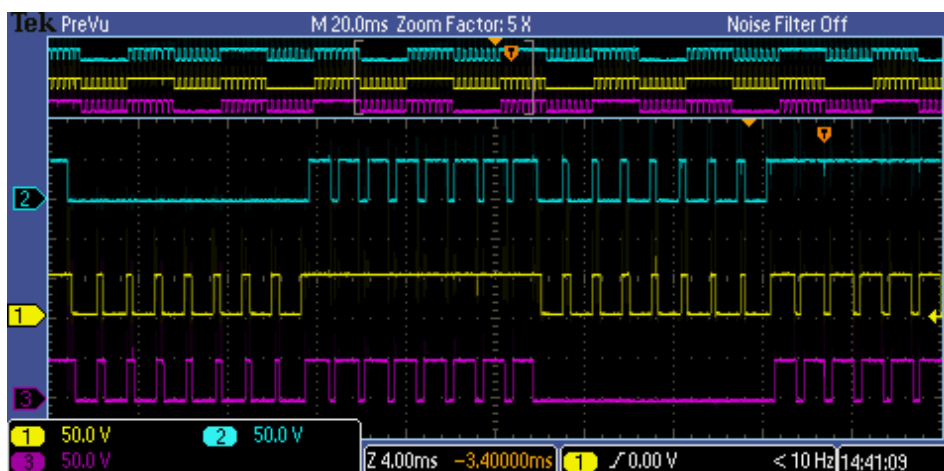 Tek PreVu M 20.0ms Zoom Factor: 5 X Noise Filter Off
T
T
2
1
3
1 50.0 V 2 50.0 V
3 50.0 V
Z 4.00ms -3.40000ms 1 ∫ 0.00 V < 10 Hz 14:41:09